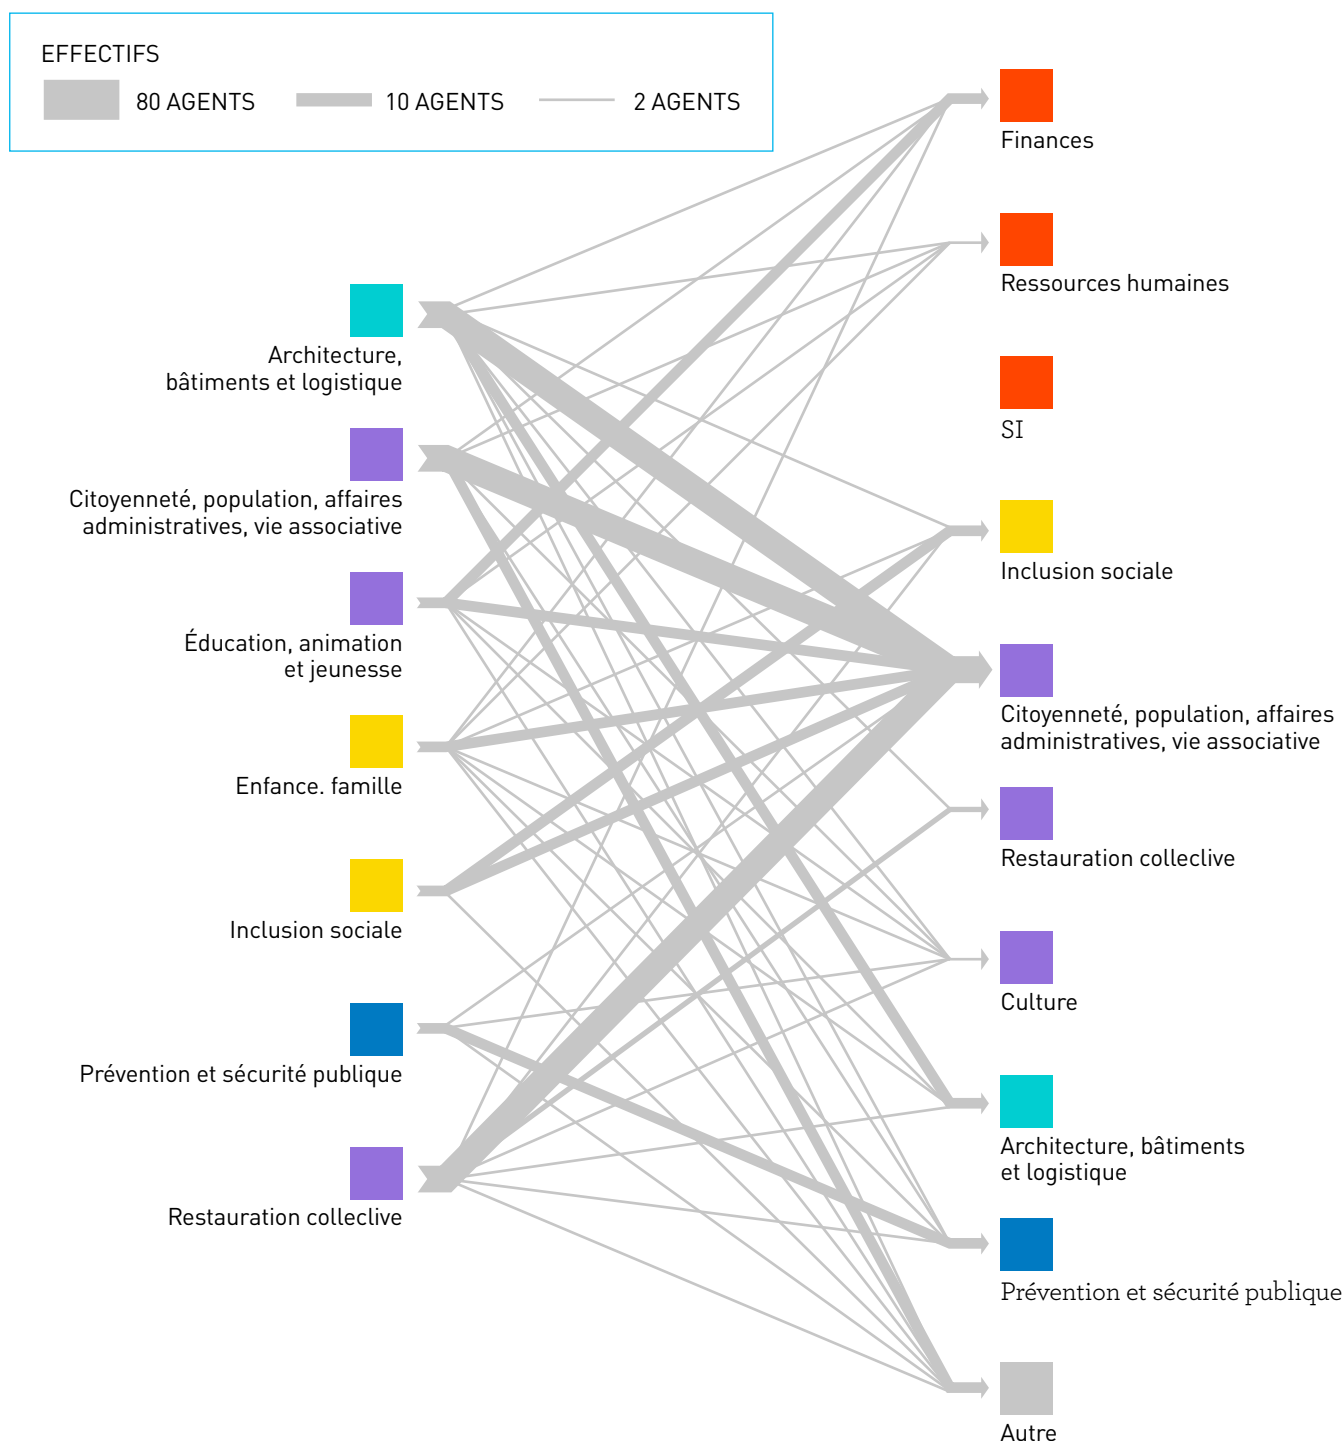 EFFECTIFS
80 AGENTS
10 AGENTS
2 AGENTS
Architecture,
bâtiments et logistique
Citoyenneté, population, affaires
administratives, vie associative
Éducation, animation
et jeunesse
Enfance. famille
Inclusion sociale
Prévention et sécurité publique
Restauration collective
Finances
Ressources humaines
SI
Inclusion sociale
Citoyenneté, population, affaires
administratives, vie associative
Restauration collective
Culture
Architecture, bâtiments
et logistique
Prévention et sécurité publique
Autre